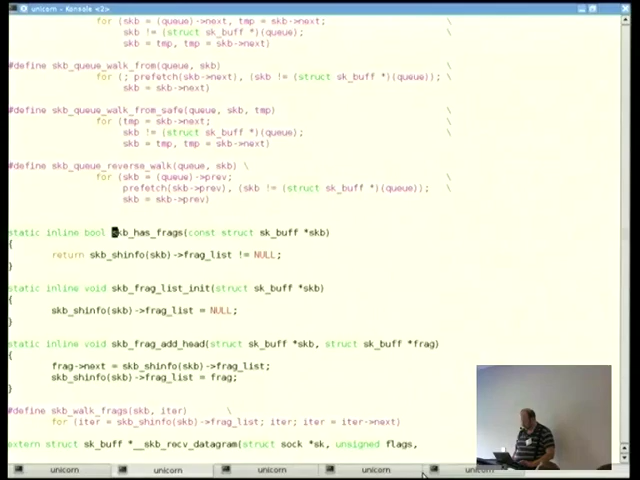 unicorn - Konsole <2>
for (skb = (queue)->next, tmp = skb->next; \
skb != (struct sk_buff *)(queue); \
skb = tmp, tmp = skb->next)
#define skb_queue_walk_from(queue, skb) \
for (; prefetch(skb->next), (skb != (struct sk_buff *)(queue)); \
skb = skb->next)
#define skb_queue_walk_from_safe(queue, skb, tmp) \
for (tmp = skb->next; \
skb != (struct sk_buff *)(queue); \
skb = tmp, tmp = skb->next)
#define skb_queue_reverse_walk(queue, skb) \
for (skb = (queue)->prev; \
prefetch(skb->prev), (skb != (struct sk_buff *)(queue)); \
skb = skb->prev)
static inline bool skb_has_frags(const struct sk_buff *skb)
{
return skb_shinfo(skb)->frag_list != NULL;
}
static inline void skb_frag_list_init(struct sk_buff *skb)
{
skb_shinfo(skb)->frag_list = NULL;
}
static inline void skb_frag_add_head(struct sk_buff *skb, struct sk_buff *frag)
{
frag->next = skb_shinfo(skb)->frag_list;
skb_shinfo(skb)->frag_list = frag;
}
#define skb_walk_frags(skb, iter) \
for (iter = skb_shinfo(skb)->frag_list; iter; iter = iter->next)
extern struct sk_buff *__skb_recv_datagram(struct sock *sk, unsigned flags,
unicorn unicorn unicorn unicorn unicorn